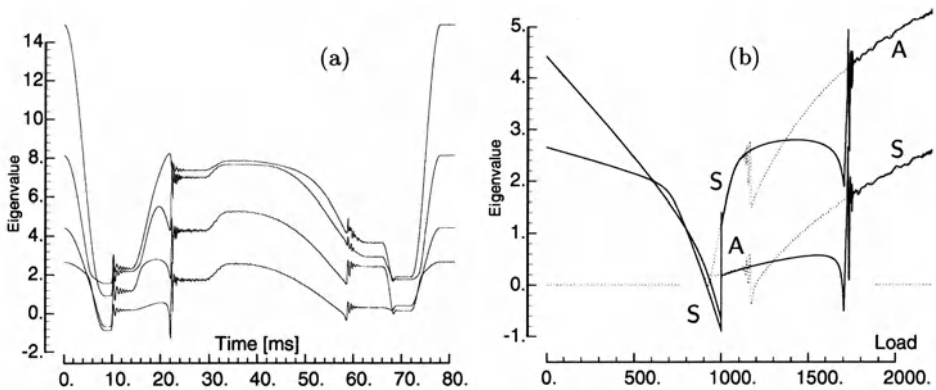 (a)
14.
12.
10.
8.
6.
4.
2.
0.
-2.
Eigenvalue
Time [ms]
0. 10. 20. 30. 40. 50. 60. 70. 80.
(b)
5.
4.
3.
2.
1.
0.
-1.
Eigenvalue
A
S
S
A
S
Load
0. 500. 1000. 1500. 2000.